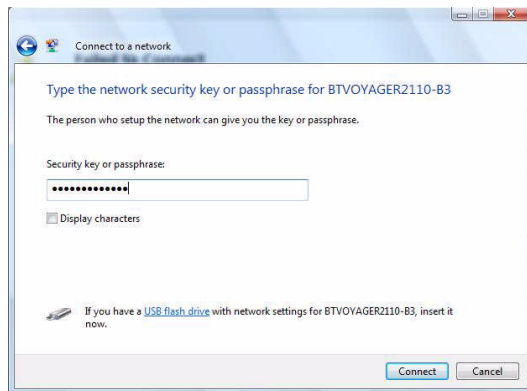 Connect to a network
Type the network security key or passphrase for BTVOYAGER2110-B3
The person who setup the network can give you the key or passphrase.
Security key or passphrase:
•••••••••••••
Display characters
If you have a USB flash drive with network settings for BTVOYAGER2110-B3, insert it
now.
Connect Cancel